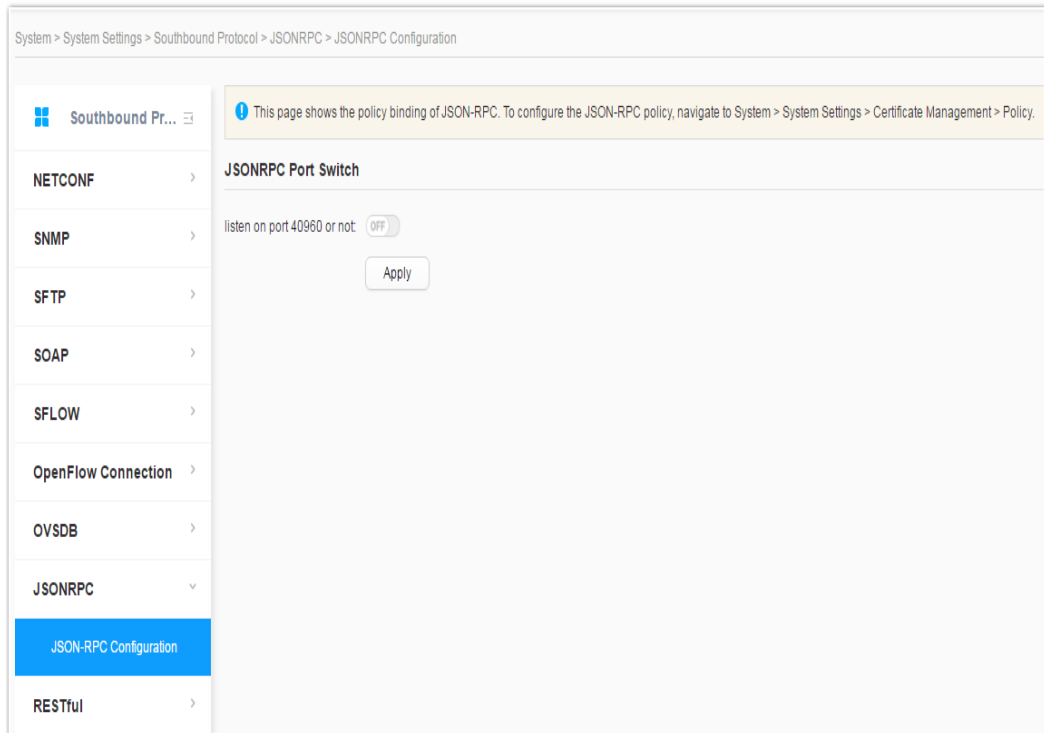 System > System Settings > Southbound Protocol > JSONRPC > JSONRPC Configuration
Southbound Pr...
NETCONF
SNMP
SFTP
SOAP
SFLOW
OpenFlow Connection
OVSDB
JSONRPC
JSON-RPC Configuration
RESTful
This page shows the policy binding of JSON-RPC. To configure the JSON-RPC policy, navigate to System > System Settings > Certificate Management > Policy.
JSONRPC Port Switch
listen on port 40960 or not: OFF
Apply